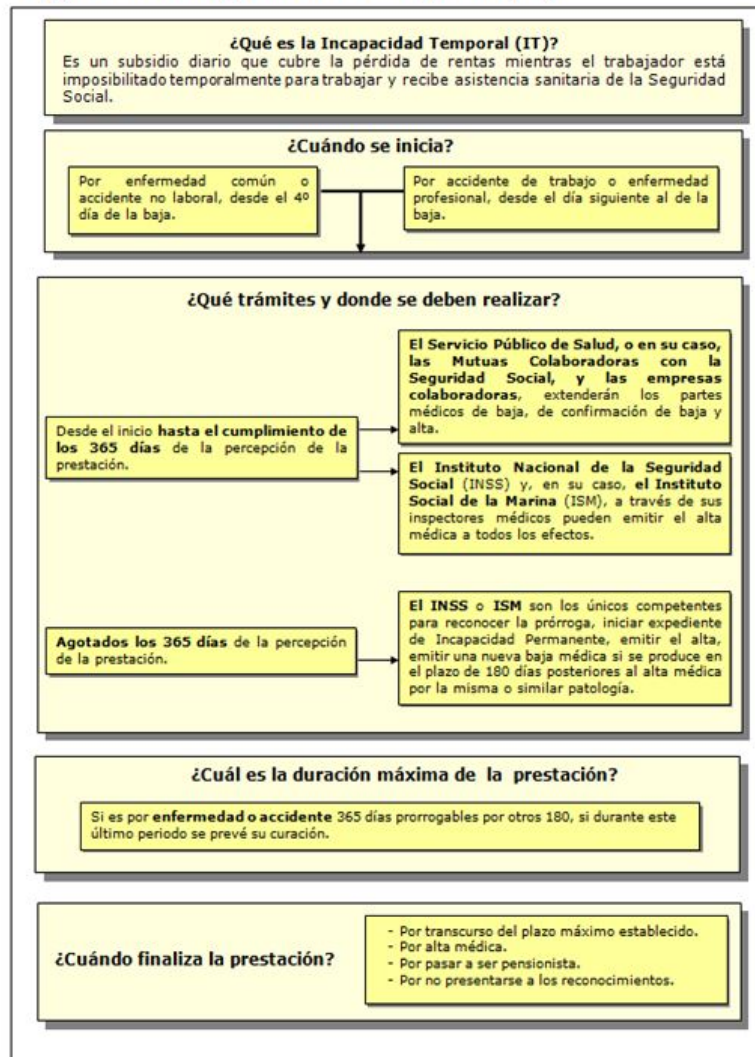 ¿Qué es la Incapacidad Temporal (IT)?
Es un subsidio diario que cubre la pérdida de rentas mientras el trabajador está
imposibilitado temporalmente para trabajar y recibe asistencia sanitaria de la Seguridad
Social.
¿Cuándo se inicia?
Por enfermedad común o
accidente no laboral, desde el 4º
día de la baja.
Por accidente de trabajo o enfermedad
profesional, desde el día siguiente al de la
baja.
¿Qué trámites y donde se deben realizar?
Desde el inicio hasta el cumplimiento de
los 365 días de la percepción de la
prestación.
El Servicio Público de Salud, o en su caso,
las Mutuas Colaboradoras con la
Seguridad Social, y las empresas
colaboradoras, extenderán los partes
médicos de baja, de confirmación de baja y
alta.
El Instituto Nacional de la Seguridad
Social (INSS) y, en su caso, el Instituto
Social de la Marina (ISM), a través de sus
inspectores médicos pueden emitir el alta
médica a todos los efectos.
Agotados los 365 días de la percepción
de la prestación.
El INSS o ISM son los únicos competentes
para reconocer la prórroga, iniciar expediente
de Incapacidad Permanente, emitir el alta,
emitir una nueva baja médica si se produce en
el plazo de 180 días posteriores al alta médica
por la misma o similar patología.
¿Cuál es la duración máxima de la prestación?
Si es por enfermedad o accidente 365 días prorrogables por otros 180, si durante este
último periodo se prevé su curación.
¿Cuándo finaliza la prestación?
- Por transcurso del plazo máximo establecido.
- Por alta médica.
- Por pasar a ser pensionista.
- Por no presentarse a los reconocimientos.